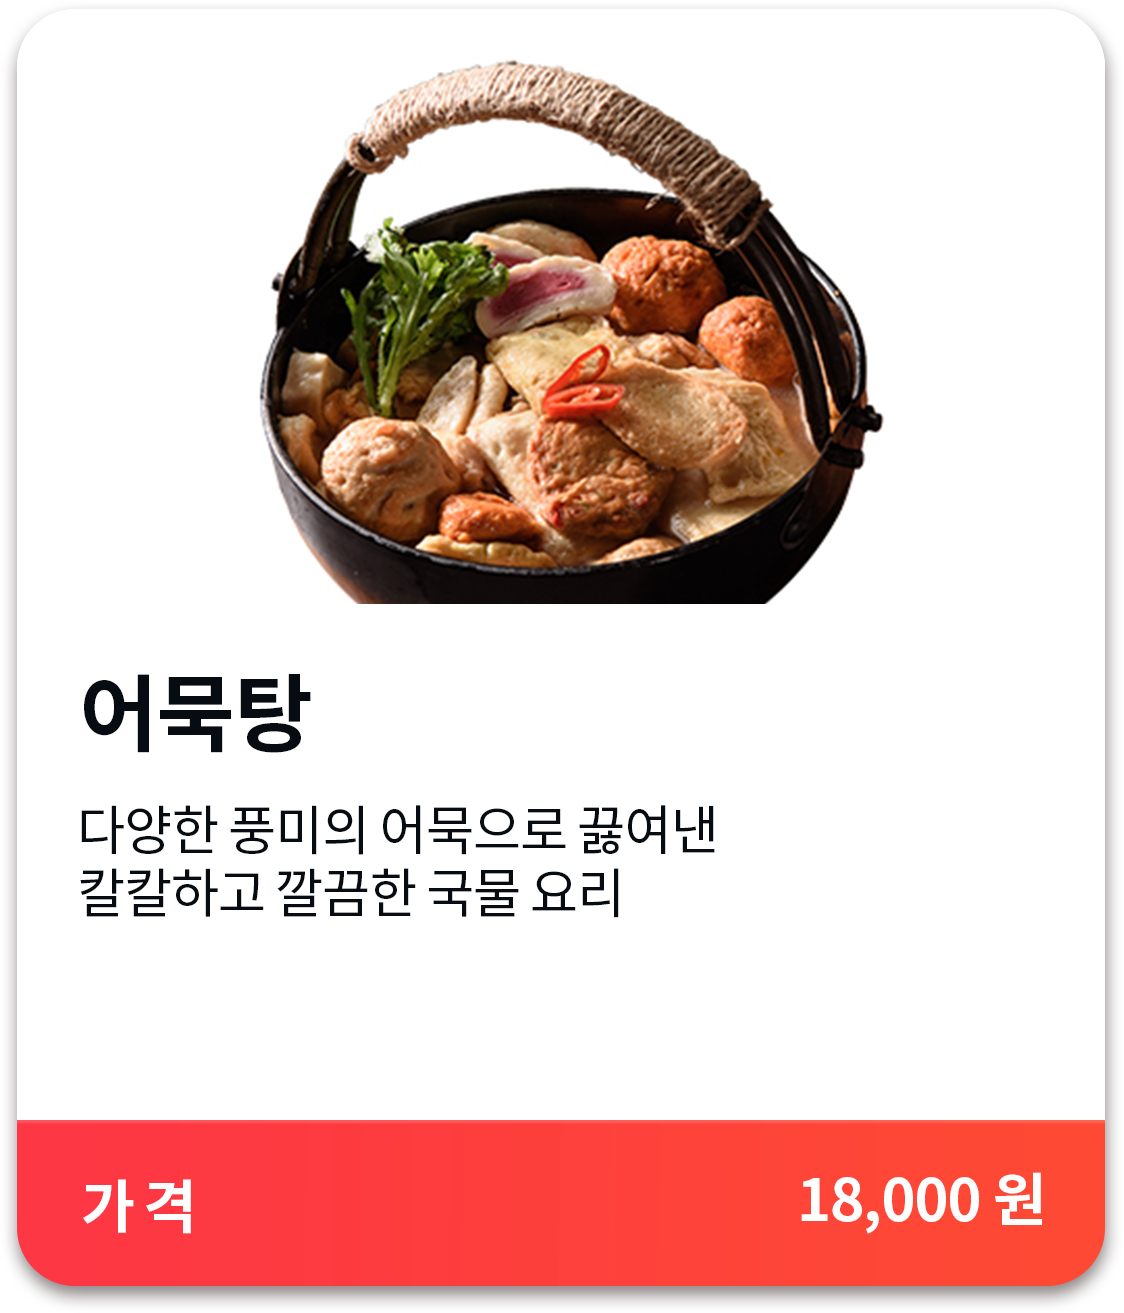 어묵탕
다양한 풍미의 어묵으로 끓여낸
칼칼하고 깔끔한 국물 요리
가 격
18,000 원